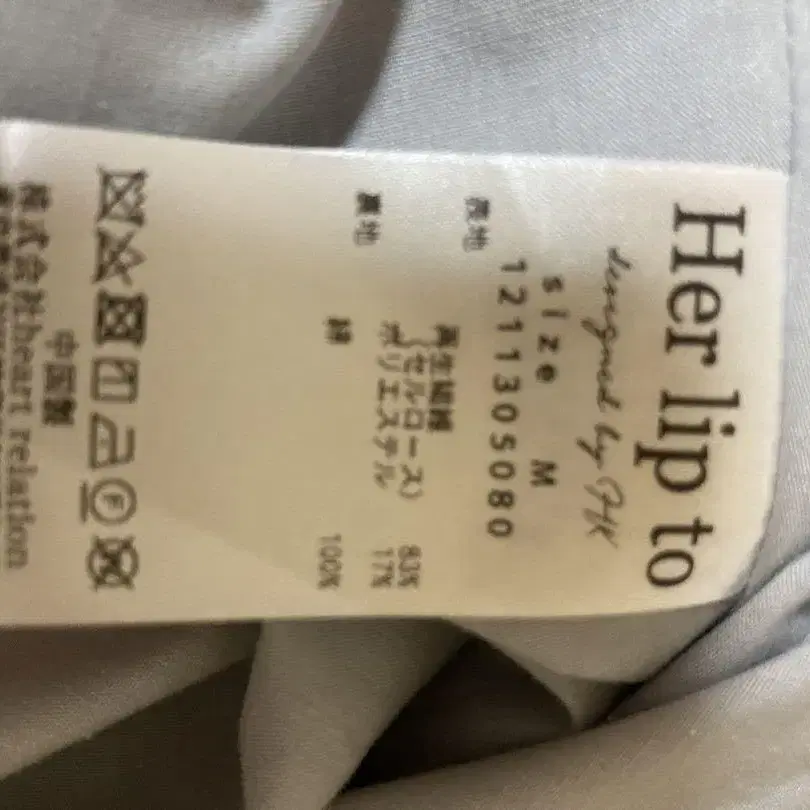 Her lip to
designed by HK
size M
1211305080
表地
再生繊維
(セルロース) 83%
ポリエステル 17%
裏地
綿 100%
中国製
株式会社heart relation